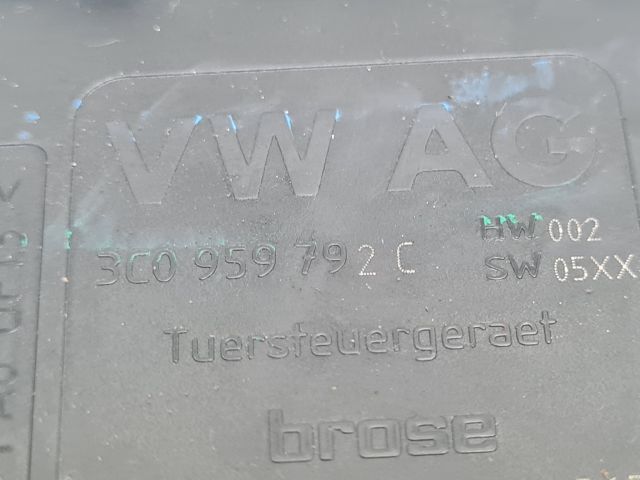 VW AG
3C0 959 792 C HW 002
SW 05XX
Tuersteuergeraet
brose